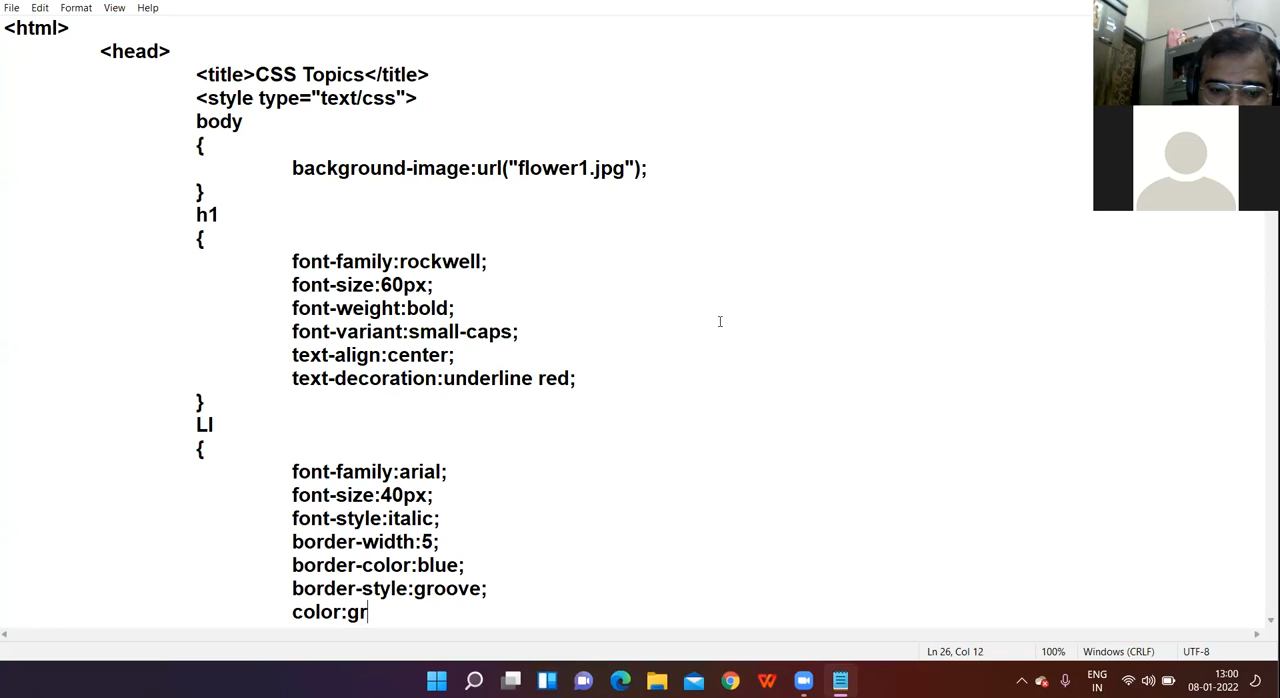 File Edit Format View Help
<html>
<head>
<title>CSS Topics</title>
<style type="text/css">
body
{
background-image:url("flower1.jpg");
}
h1
{
font-family:rockwell;
font-size:60px;
font-weight:bold;
font-variant:small-caps;
text-align:center;
text-decoration:underline red;
}
LI
{
font-family:arial;
font-size:40px;
font-style:italic;
border-width:5;
border-color:blue;
border-style:groove;
color:gr
Ln 26, Col 12 100% Windows (CRLF) UTF-8
ENG
IN
13:00
08-01-2022